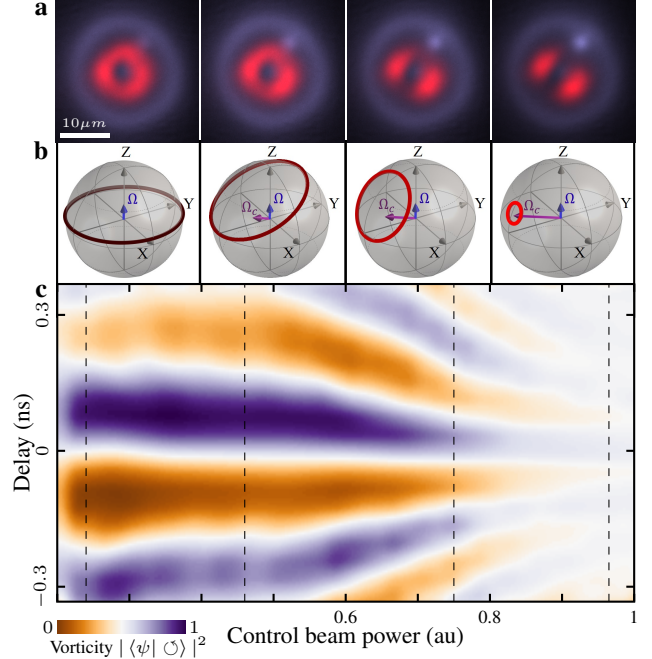 a
10μm
b
Z Z Z Z
Ω Y Ω Y Ω Y Ω Y
Ω_c Ω_c Ω_c
X X X X
c
0.3
0
−0.3
Delay (ns)
0.6 0.8 1
0 1
Vorticity | ⟨ψ| ↺⟩ |²
Control beam power (au)